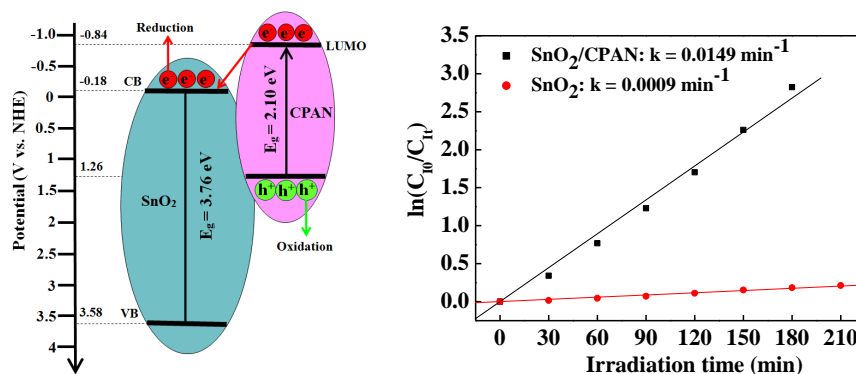 Potential (V vs. NHE)
-1.0
-0.5
0
0.5
1
1.5
2
2.5
3
3.5
4
-0.84
-0.18
1.26
3.58
Reduction
e⁻ e⁻ e⁻
LUMO
CB
e⁻ e⁻ e⁻
CPAN
Eg = 2.10 eV
SnO₂
Eg = 3.76 eV
h⁺ h⁺ h⁺
Oxidation
VB
ln(C_I0/C_It)
3.5
3.0
2.5
2.0
1.5
1.0
0.5
0.0
SnO₂/CPAN: k = 0.0149 min⁻¹
SnO₂: k = 0.0009 min⁻¹
0 30 60 90 120 150 180 210
Irradiation time (min)